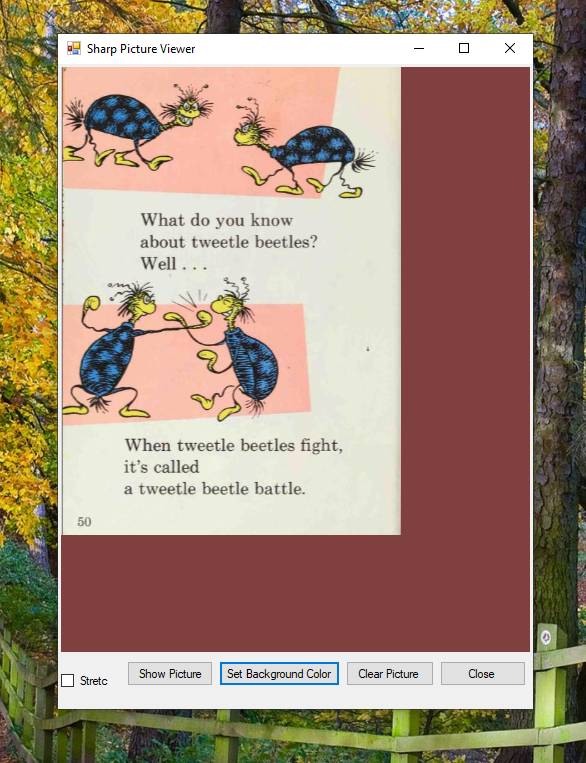 Sharp Picture Viewer
What do you know
about tweetle beetles?
Well . . .
When tweetle beetles fight,
it's called
a tweetle beetle battle.
50
Stretc
Show Picture
Set Background Color
Clear Picture
Close